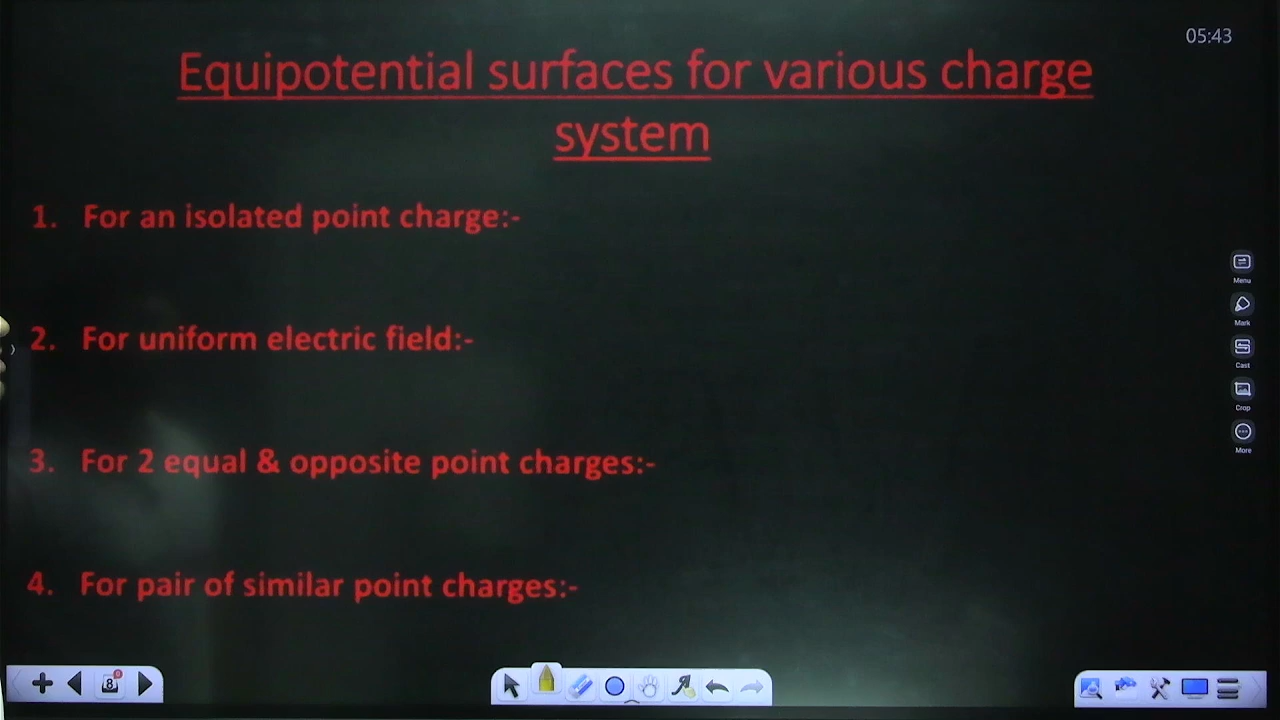 05:43
Equipotential surfaces for various charge
system
1. For an isolated point charge:-
2. For uniform electric field:-
3. For 2 equal & opposite point charges:-
4. For pair of similar point charges:-
Menu
Mark
Cast
Crop
More
8